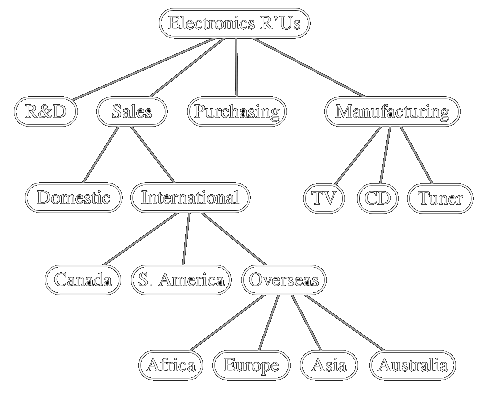 Electronics R'Us
R&D Sales Purchasing Manufacturing
Domestic International TV CD Tuner
Canada S. America Overseas
Africa Europe Asia Australia